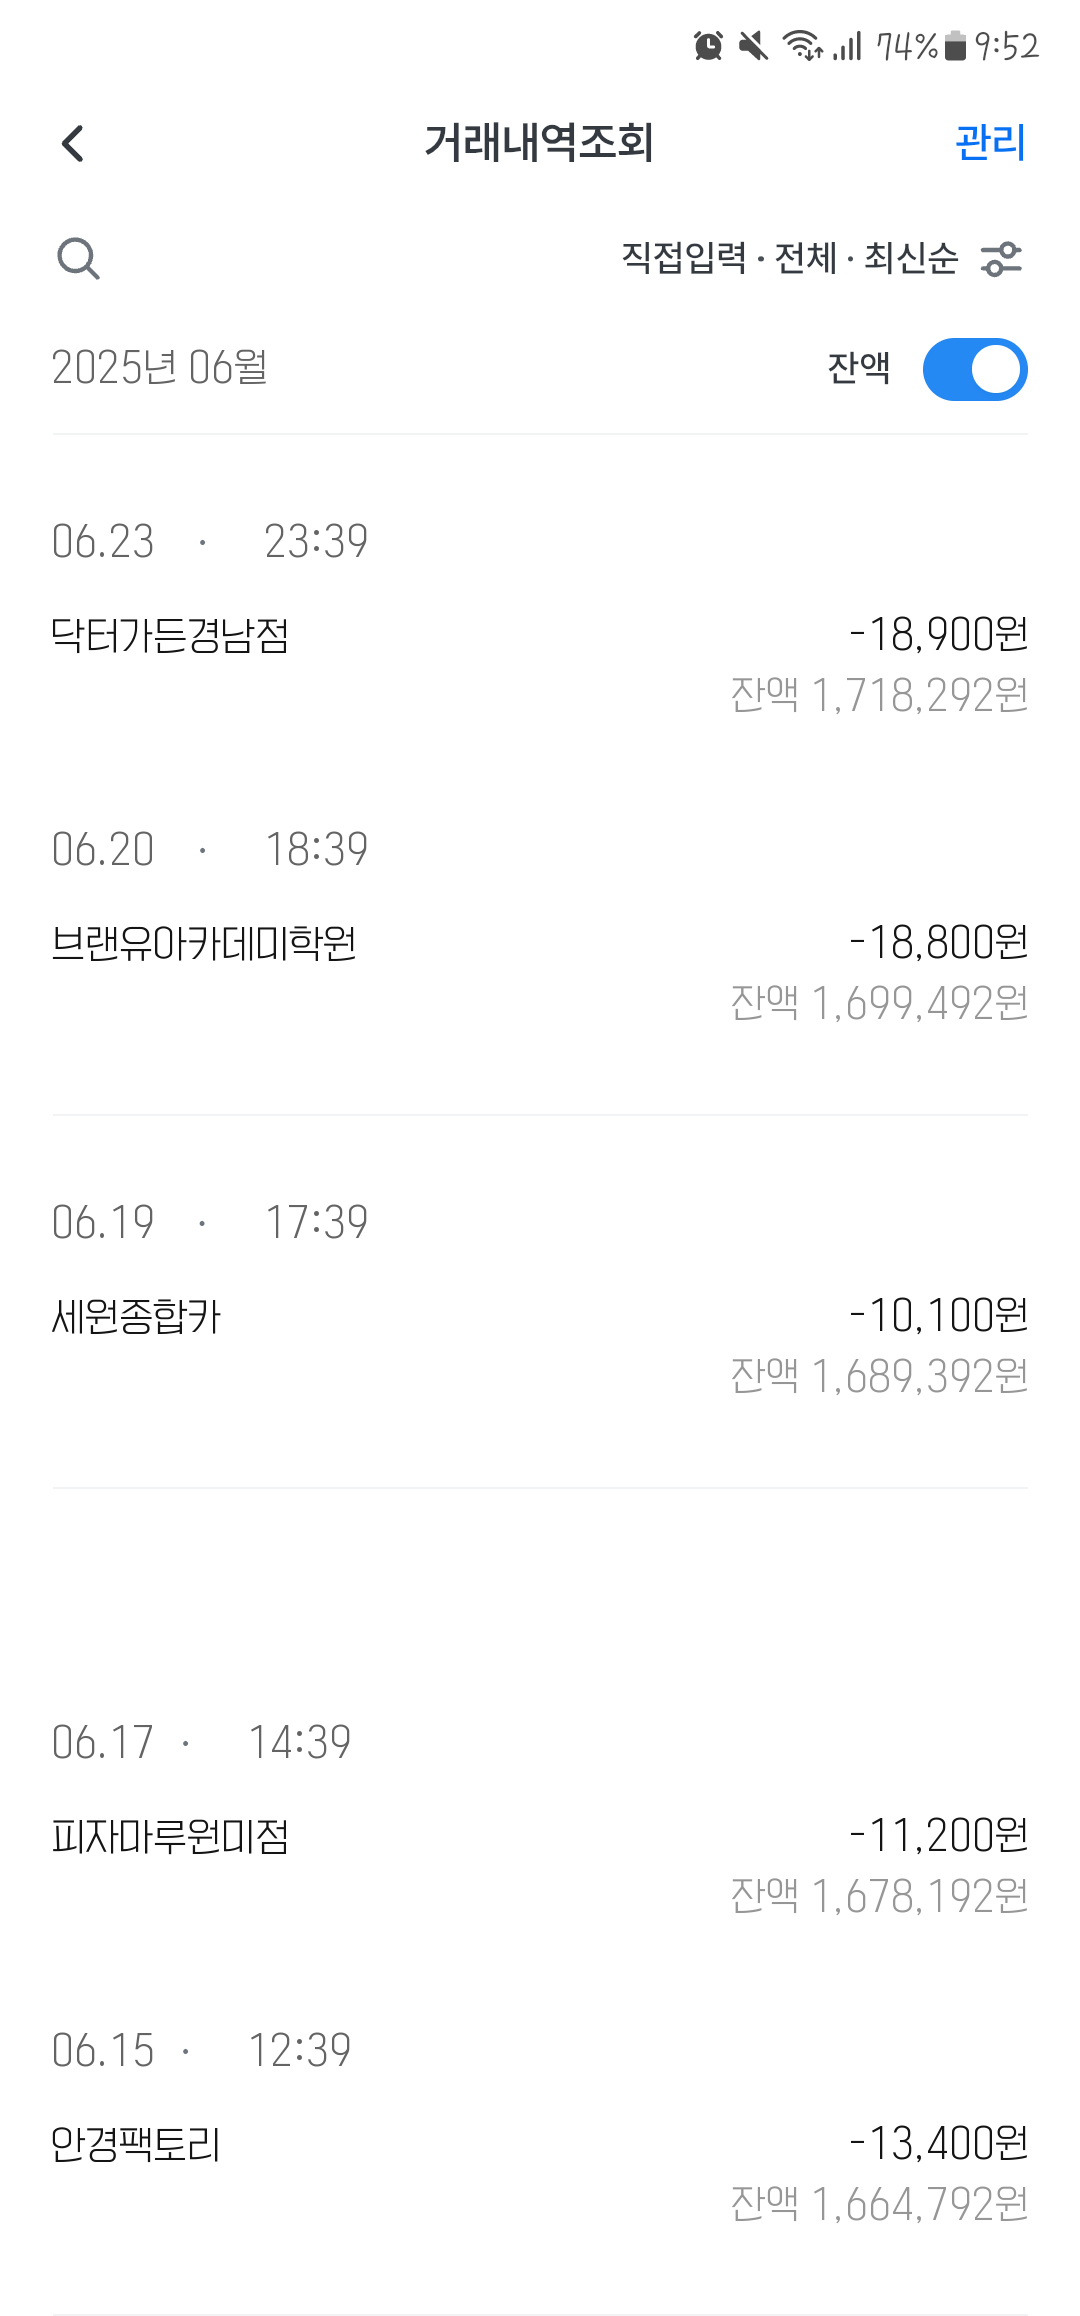 74% 9:52
거래내역조회 관리
직접입력 · 전체 · 최신순
2025년 06월 잔액
06.23 · 23:39
닥터가든경남점 -18,900원
잔액 1,718,292원
06.20 · 18:39
브랜유아카데미학원 -18,800원
잔액 1,699,492원
06.19 · 17:39
세원종합카 -10,100원
잔액 1,689,392원
06.17 · 14:39
피자마루원미점 -11,200원
잔액 1,678,192원
06.15 · 12:39
안경팩토리 -13,400원
잔액 1,664,792원